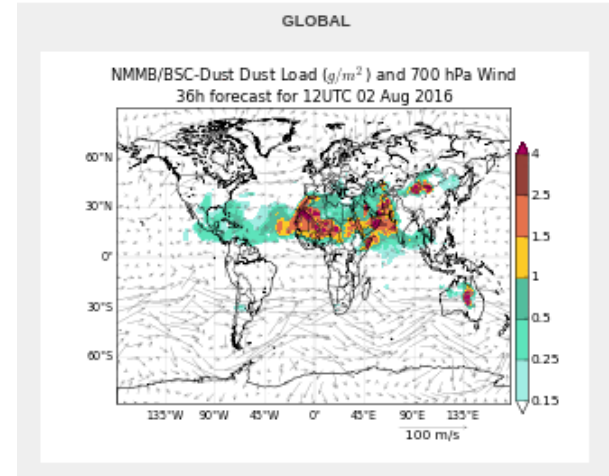 GLOBAL
NMMB/BSC-Dust Dust Load (g/m²) and 700 hPa Wind
36h forecast for 12UTC 02 Aug 2016
60°N
30°N
0°
30°S
60°S
135°W 90°W 45°W 0° 45°E 90°E 135°E
4
2.5
1.5
1
0.5
0.25
0.15
100 m/s